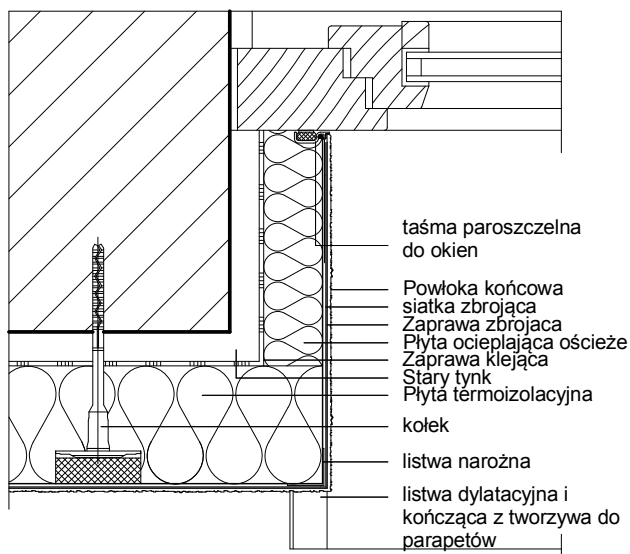 taśma paroszczelna
do okien
Powłoka końcowa
siatka zbrojąca
Zaprawa zbrojaca
Płyta ocieplająca ościeże
Zaprawa klejąca
Stary tynk
Płyta termoizolacyjna
kołek
listwa narożna
listwa dylatacyjna i
kończąca z tworzywa do
parapetów